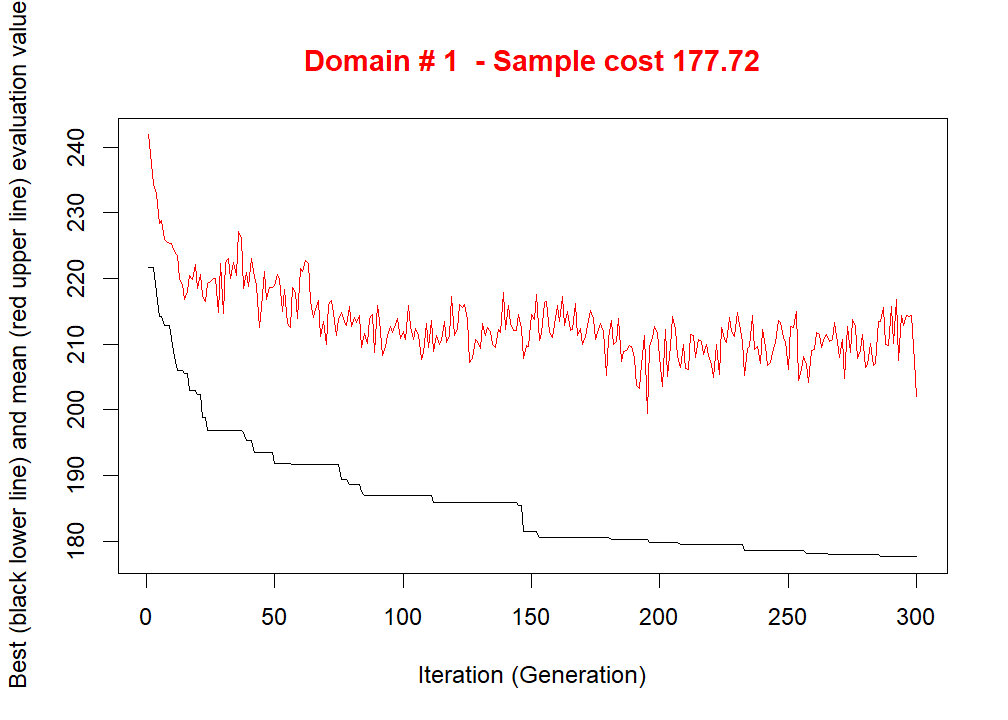 Domain # 1  - Sample cost 177.72
Best (black lower line) and mean (red upper line) evaluation value
240
230
220
210
200
190
180
0 50 100 150 200 250 300
Iteration (Generation)